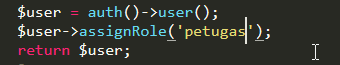 $user = auth()->user();
$user->assignRole('petugas');
return $user;